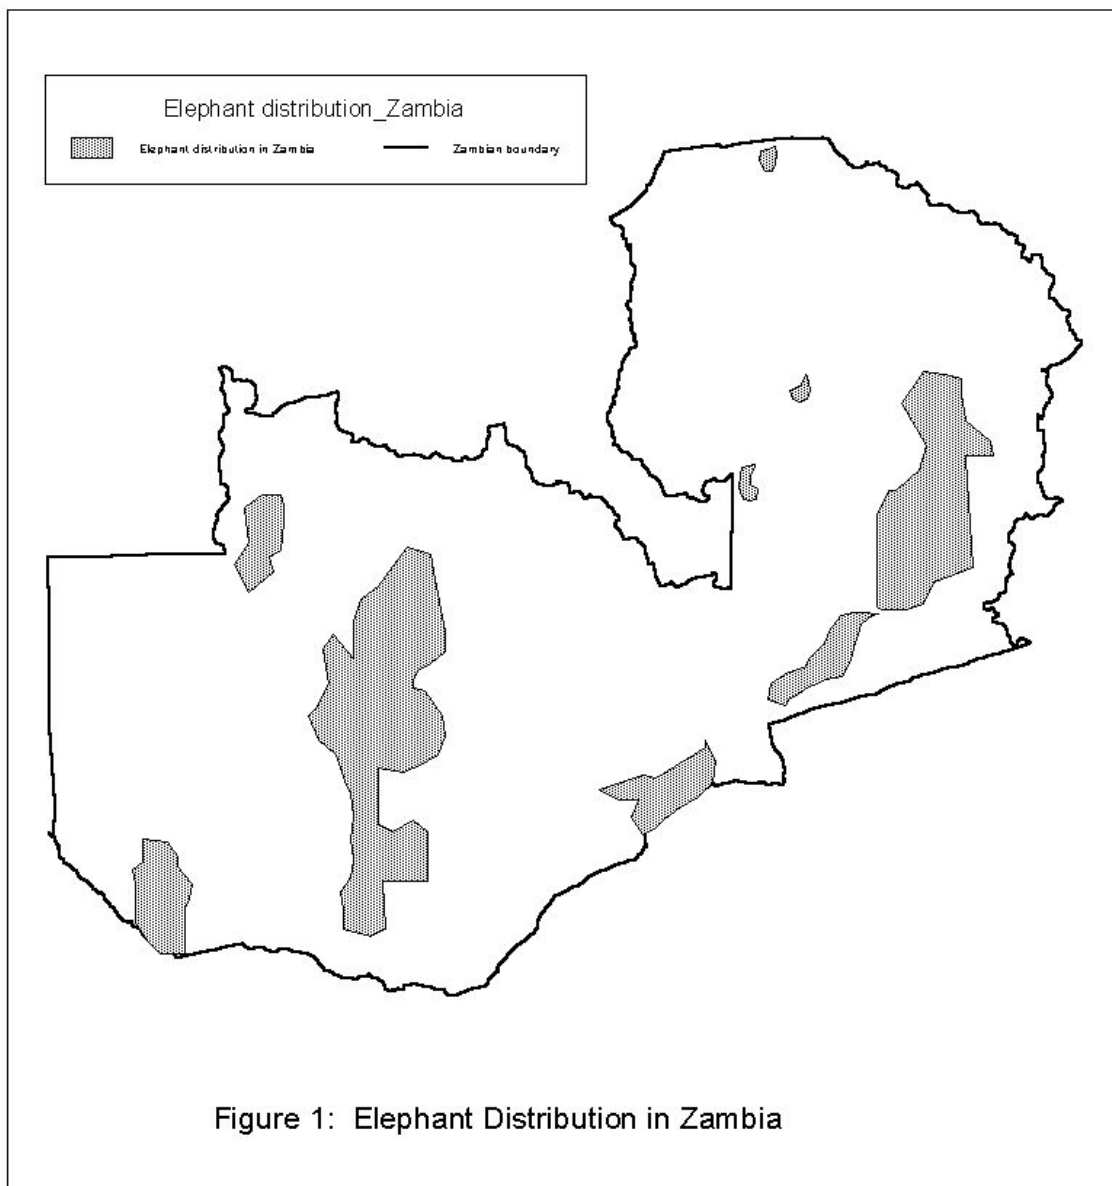 Elephant distribution_Zambia
Elephant distribution in Zambia
Zambian boundary
Figure 1: Elephant Distribution in Zambia